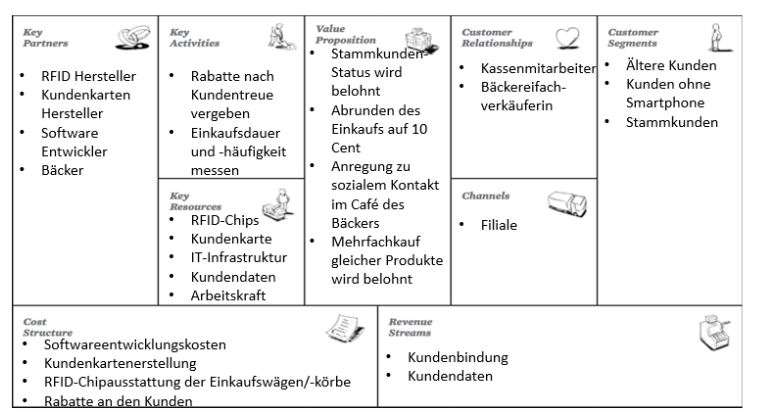 Key
Partners
• RFID Hersteller
• Kundenkarten
Hersteller
• Software
Entwickler
• Bäcker
Key
Activities
• Rabatte nach
Kundentreue
vergeben
• Einkaufsdauer
und -häufigkeit
messen
Key
Resources
• RFID-Chips
• Kundenkarte
• IT-Infrastruktur
• Kundendaten
• Arbeitskraft
Value
Proposition
• Stammkunden-
Status wird
belohnt
• Abrunden des
Einkaufs auf 10
Cent
• Anregung zu
sozialem Kontakt
im Café des
Bäckers
• Mehrfachkauf
gleicher Produkte
wird belohnt
Customer
Relationships
• Kassenmitarbeiter
• Bäckereifach-
verkäuferin
Channels
• Filiale
Customer
Segments
• Ältere Kunden
• Kunden ohne
Smartphone
• Stammkunden
Cost
Structure
• Softwareentwicklungskosten
• Kundenkartenerstellung
• RFID-Chipausstattung der Einkaufswägen/-körbe
• Rabatte an den Kunden
Revenue
Streams
• Kundenbindung
• Kundendaten